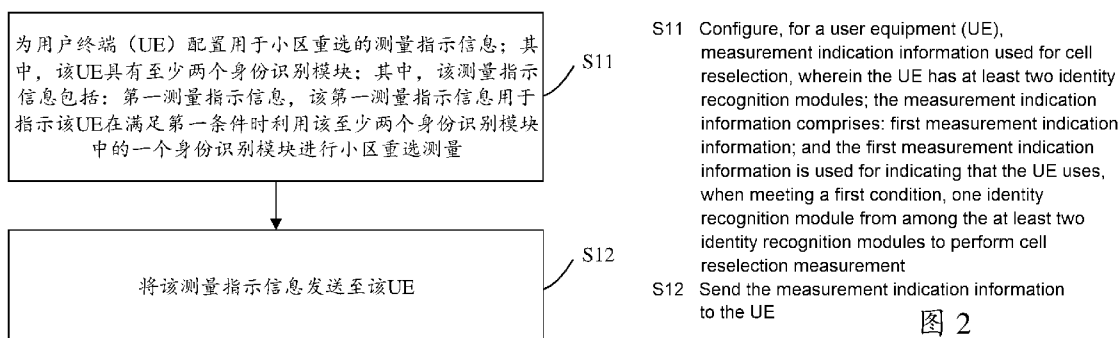 为用户终端（UE）配置用于小区重选的测量指示信息；其
中，该UE具有至少两个身份识别模块；其中，该测量指示
信息包括：第一测量指示信息，该第一测量指示信息用于
指示该UE在满足第一条件时利用该至少两个身份识别模块
中的一个身份识别模块进行小区重选测量
S11
将该测量指示信息发送至该UE
S12
S11 Configure, for a user equipment (UE),
measurement indication information used for cell
reselection, wherein the UE has at least two identity
recognition modules; the measurement indication
information comprises: first measurement indication
information; and the first measurement indication
information is used for indicating that the UE uses,
when meeting a first condition, one identity
recognition module from among the at least two
identity recognition modules to perform cell
reselection measurement
S12 Send the measurement indication information
to the UE
图 2